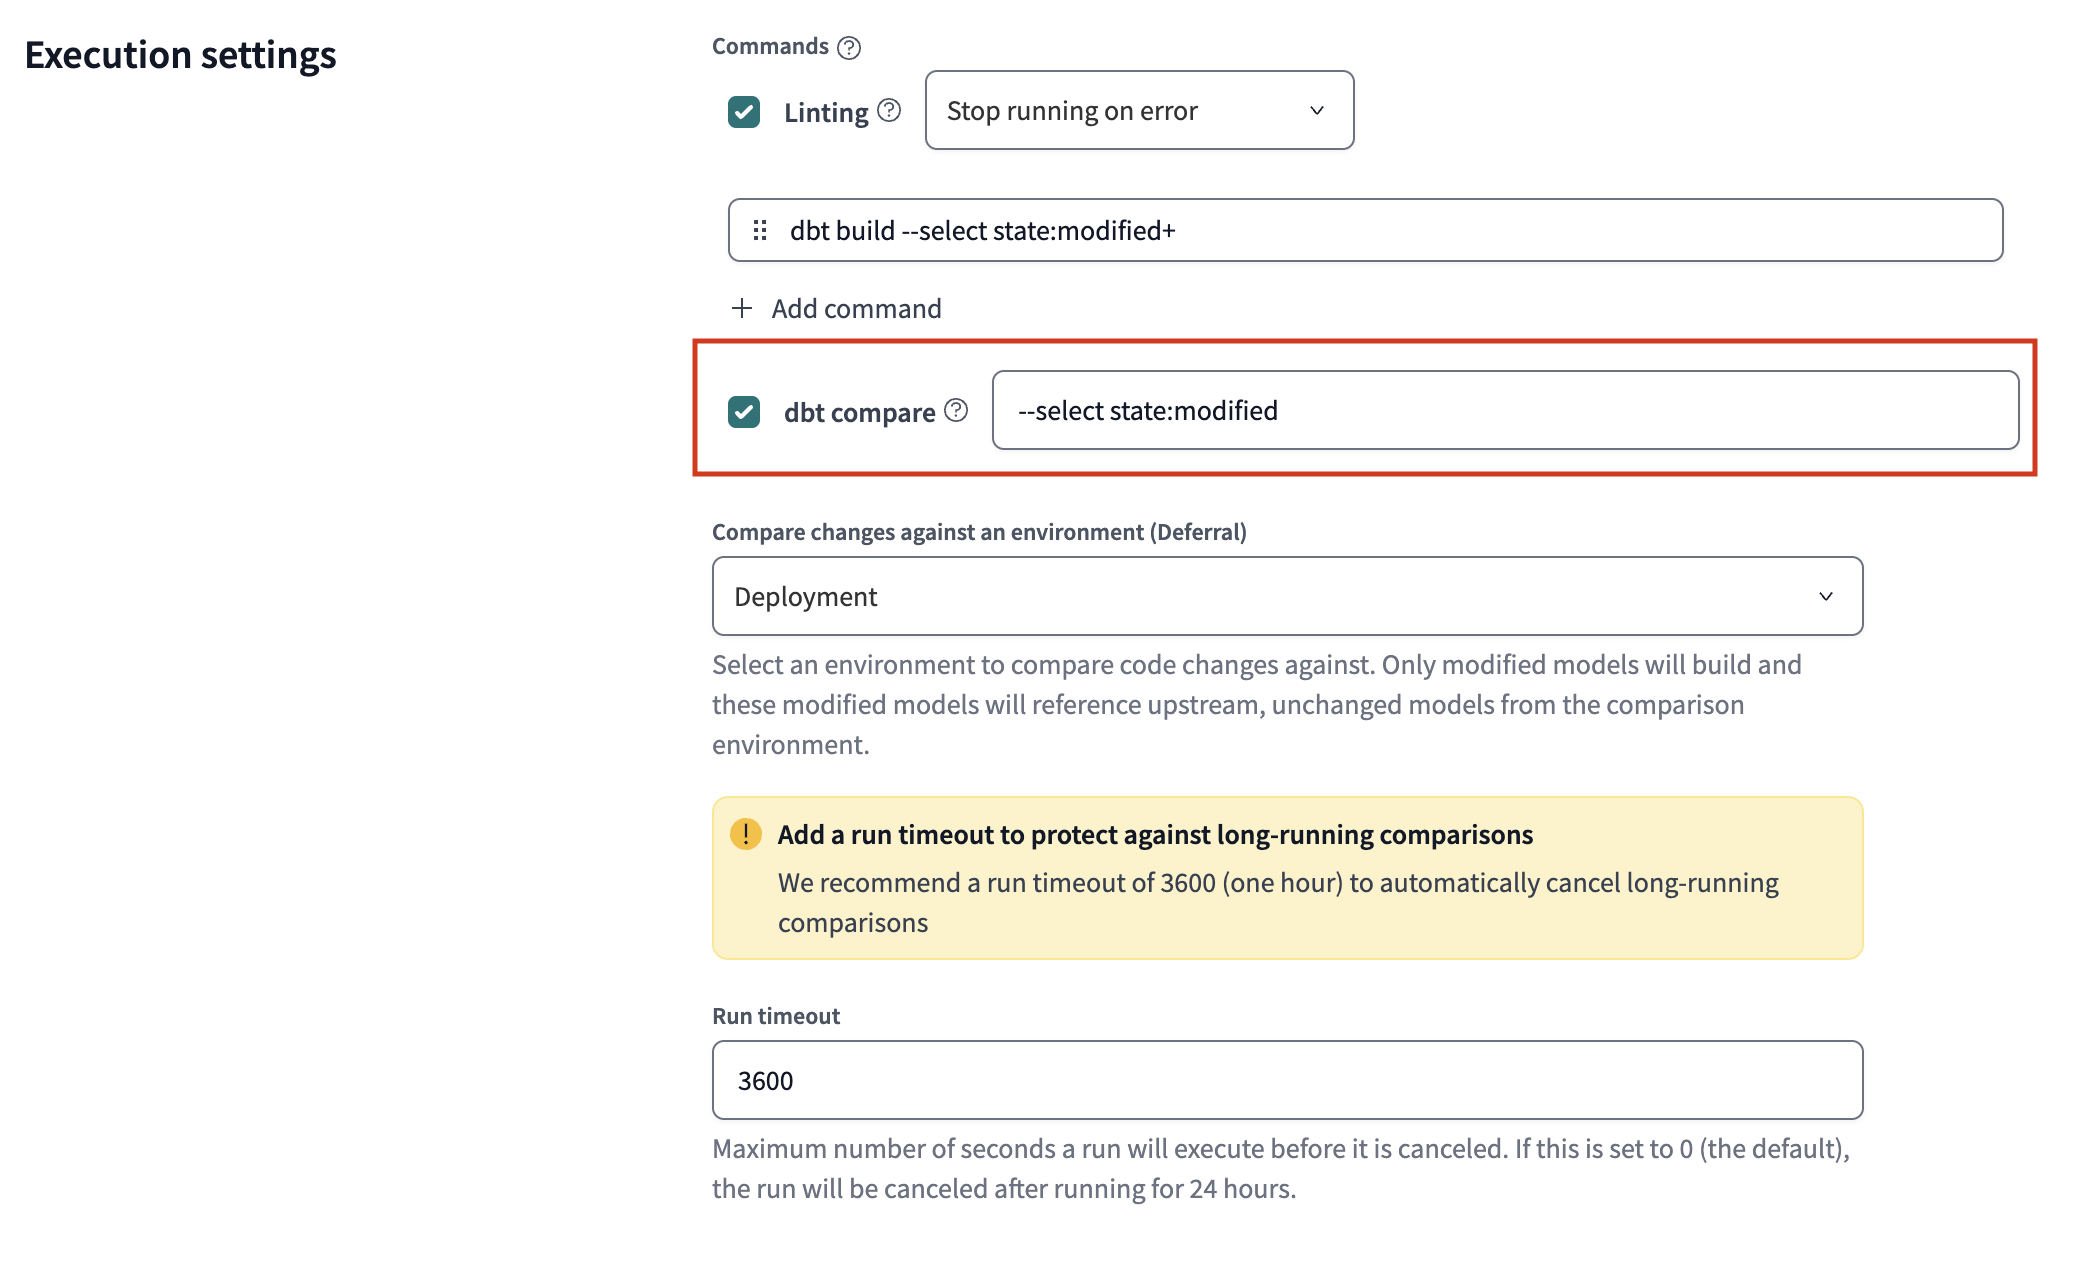 Execution settings
Commands
Linting
Stop running on error
dbt build --select state:modified+
+ Add command
dbt compare
--select state:modified
Compare changes against an environment (Deferral)
Deployment
Select an environment to compare code changes against. Only modified models will build and
these modified models will reference upstream, unchanged models from the comparison
environment.
Add a run timeout to protect against long-running comparisons
We recommend a run timeout of 3600 (one hour) to automatically cancel long-running
comparisons
Run timeout
3600
Maximum number of seconds a run will execute before it is canceled. If this is set to 0 (the default),
the run will be canceled after running for 24 hours.